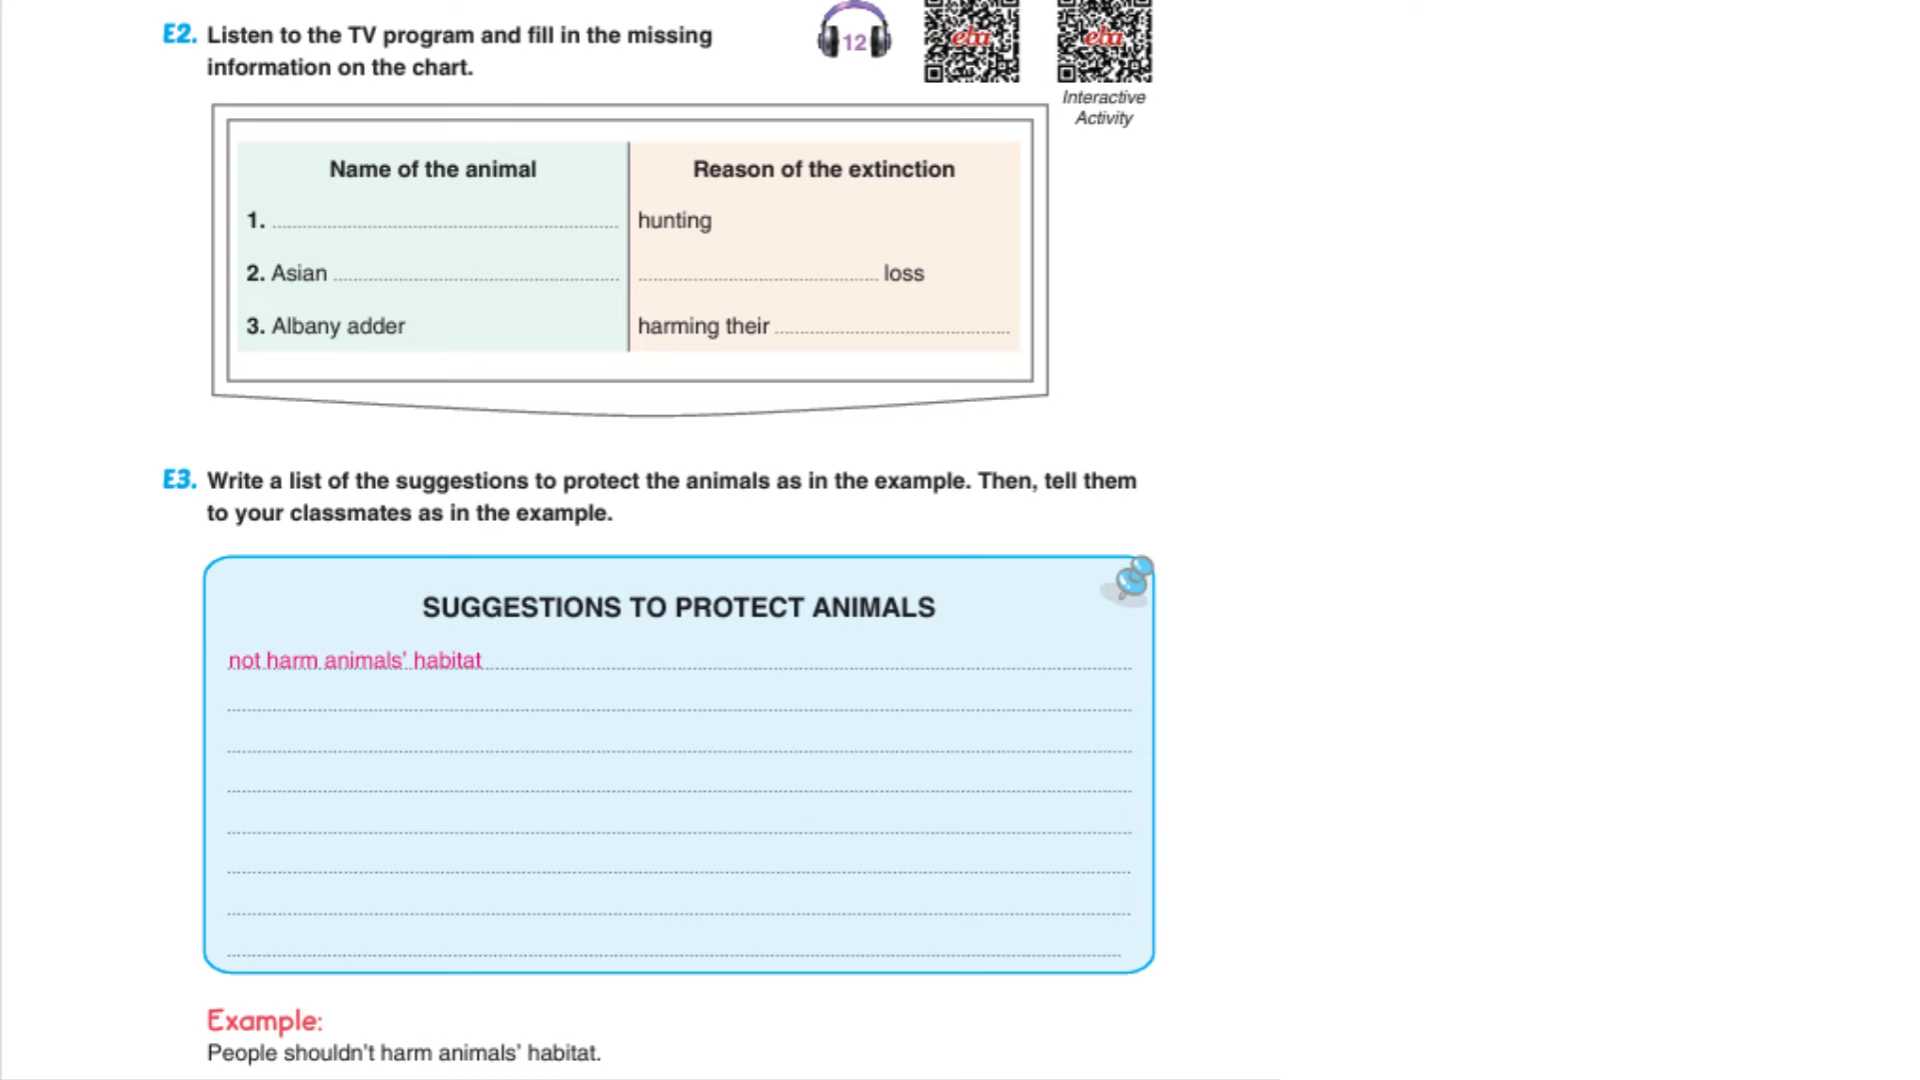 E2. Listen to the TV program and fill in the missing
information on the chart.
12
eba
eba
Interactive
Activity
Name of the animal
Reason of the extinction
1.
hunting
2. Asian
loss
3. Albany adder
harming their
E3. Write a list of the suggestions to protect the animals as in the example. Then, tell them
to your classmates as in the example.
SUGGESTIONS TO PROTECT ANIMALS
not harm animals' habitat
Example:
People shouldn't harm animals' habitat.